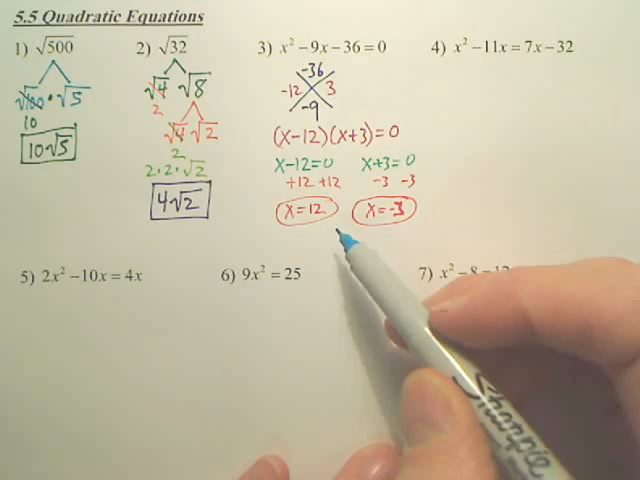 5.5 Quadratic Equations
1) √500
2) √32
3) x² − 9x − 36 = 0
4) x² − 11x = 7x − 32
√100 • √5
10
10√5
√4 √8
2
√4 √2
2
2·2·√2
4√2
-36
-12 3
-9
(x-12)(x+3)=0
x-12=0 x+3=0
+12 +12 -3 -3
x=12 x=-3
5) 2x² − 10x = 4x
6) 9x² = 25
7) x² − 8
Sharpie